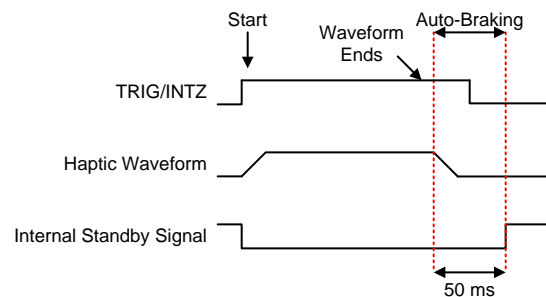 Start
Auto-Braking
Waveform
Ends
TRIG/INTZ
Haptic Waveform
Internal Standby Signal
50 ms